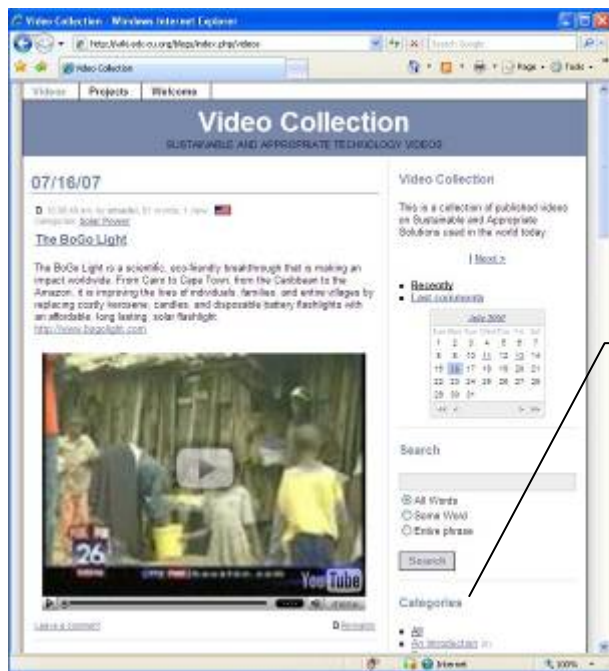 Video Collection - Windows Internet Explorer
Video Collection
Page
Tools
Videos Projects Welcome
Video Collection
SUSTAINABLE AND APPROPRIATE TECHNOLOGY VIDEOS
07/16/07
Solar Power
The BoGo Light
The BoGo Light is a scientific, eco-friendly breakthrough that is making an
impact worldwide. From Cairo to Cape Town, from the Caribbean to the
Amazon, it is improving the lives of individuals, families, and entire villages by
replacing costly kerosene, candles, and disposable battery flashlights with
an affordable, long lasting, solar flashlight.
http://www.bogolight.com
26
YouTube
Leave a comment
Video Collection
This is a collection of published videos
on Sustainable and Appropriate
Solutions used in the world today.
| Next >
Recently
Last comments
July 2007
1 2 3 4 5 6 7
8 9 10 11 12 13 14
15 16 17 18 19 20 21
22 23 24 25 26 27 28
29 30 31
Search
All Words
Some Word
Entire phrase
Search
Categories
All
An Introduction
Internet
100%